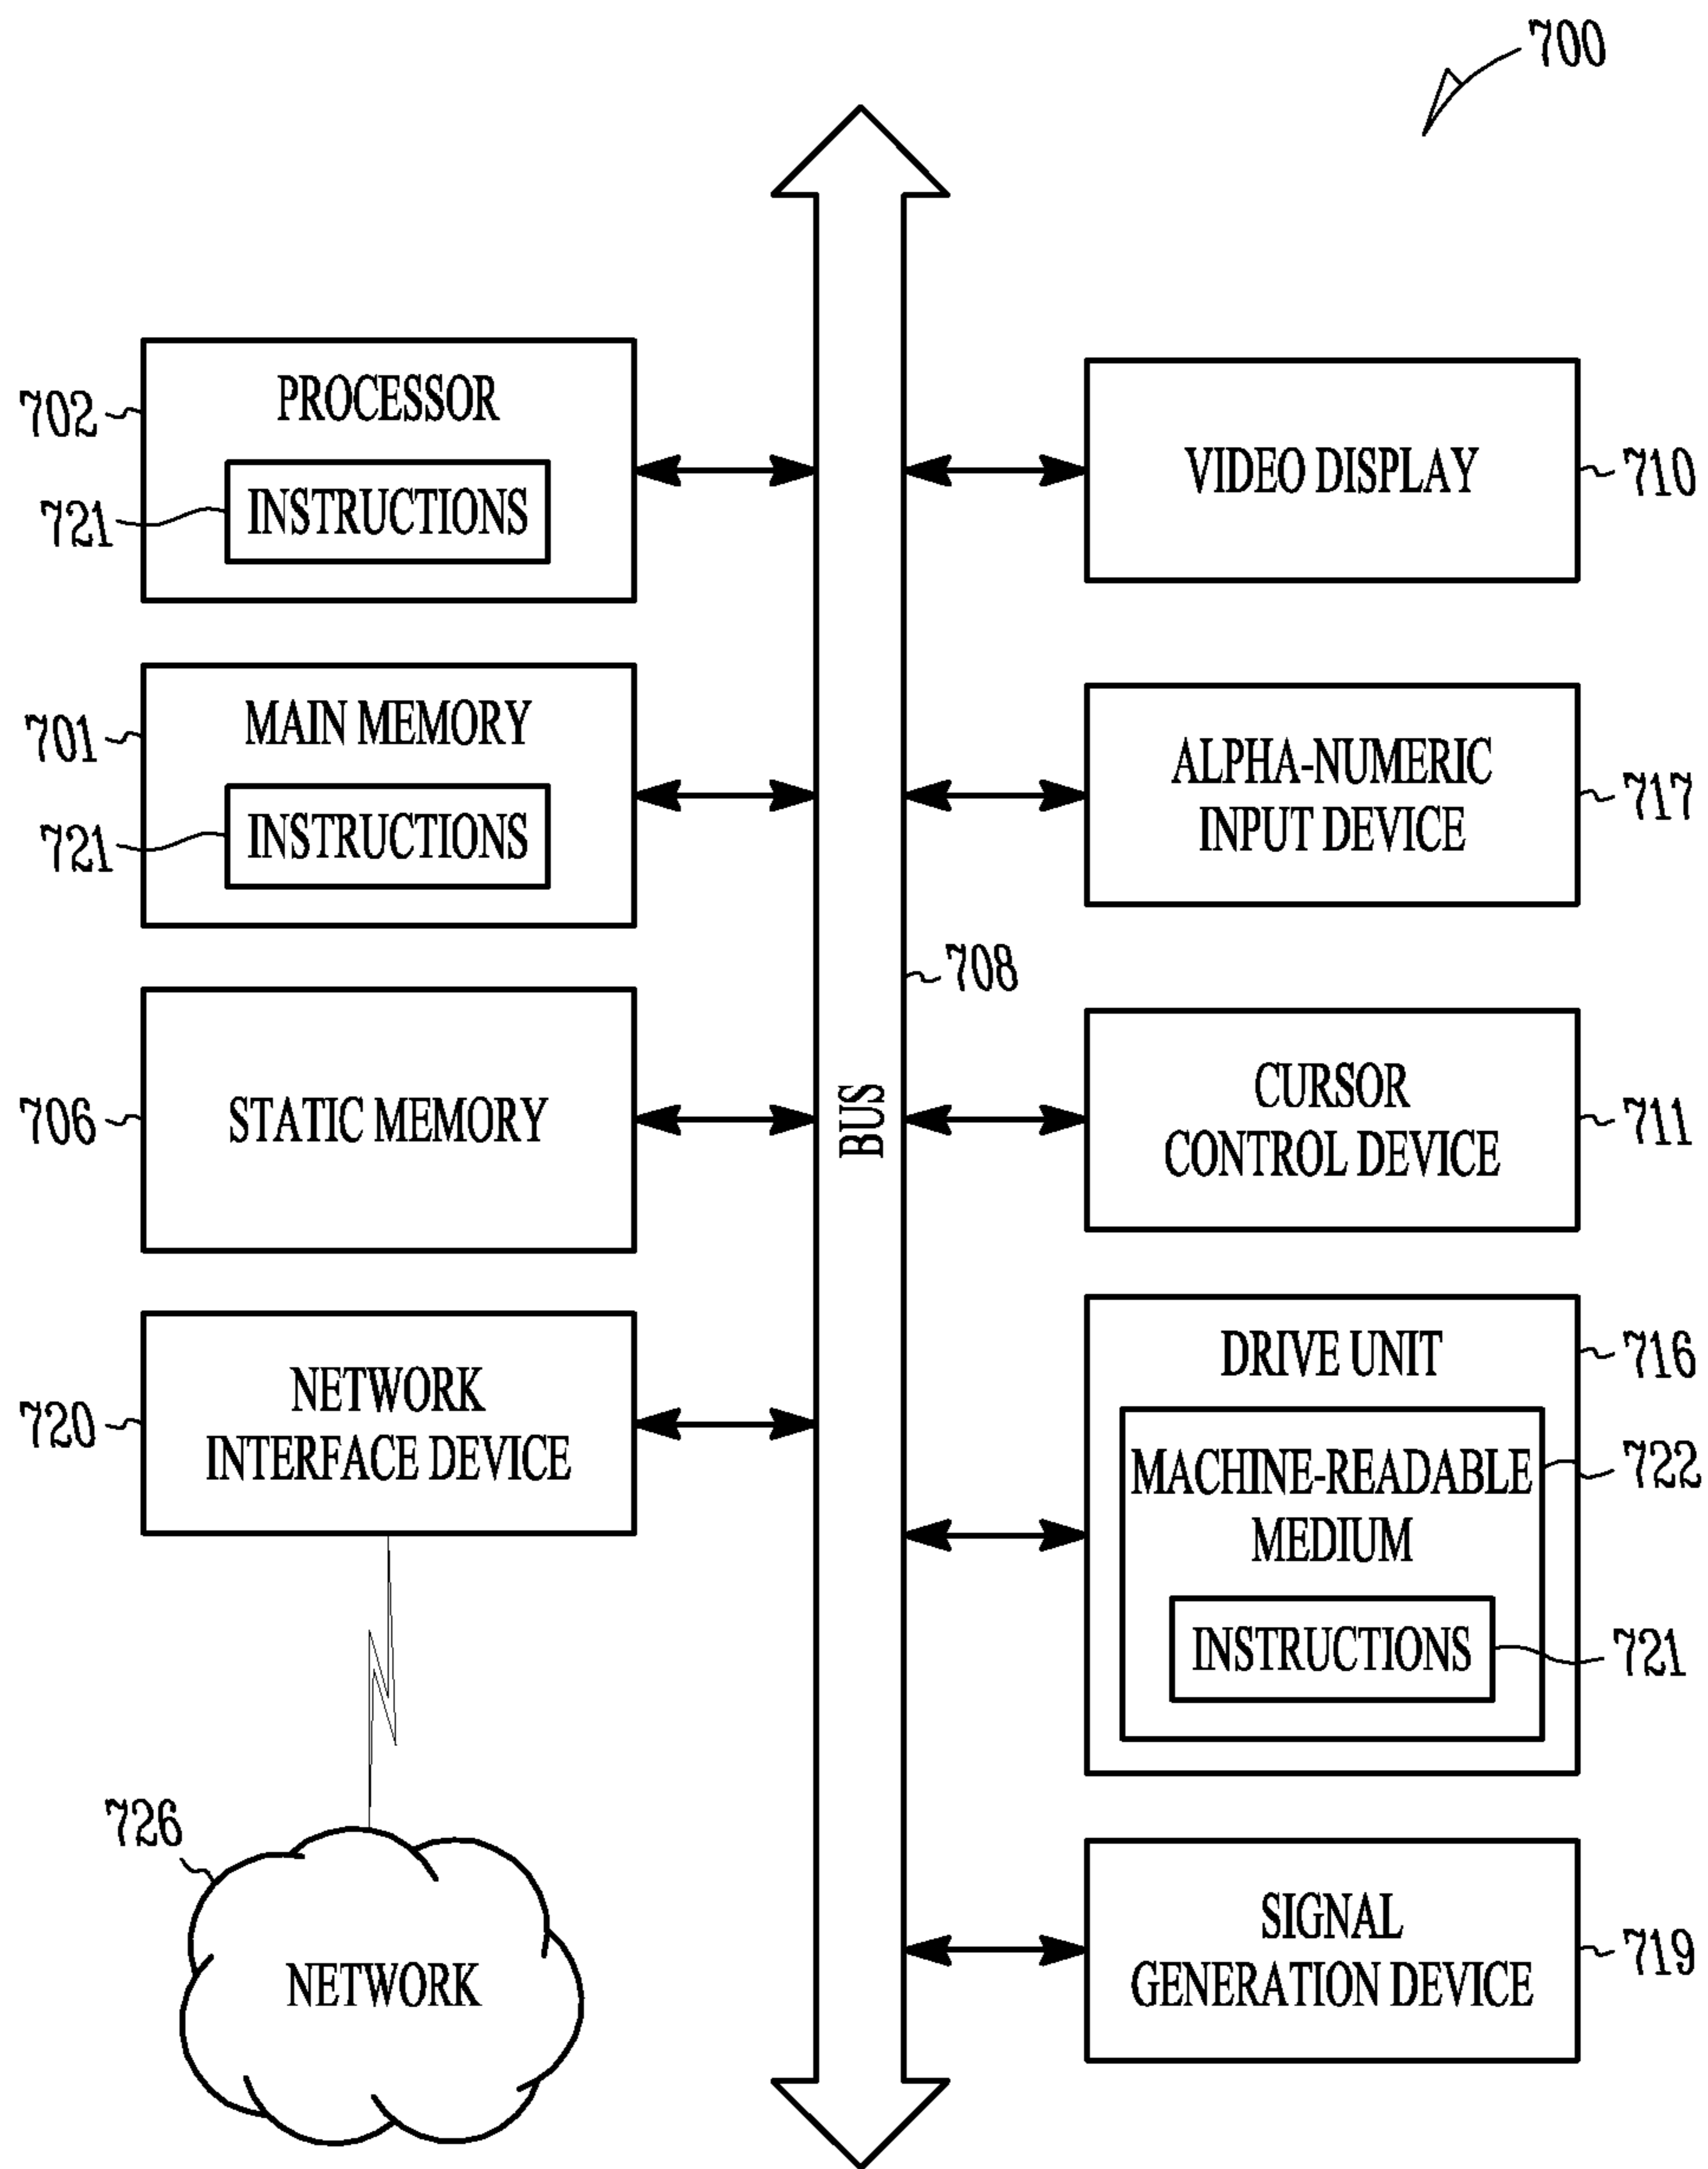 700
PROCESSOR
702
INSTRUCTIONS
721
MAIN MEMORY
701
INSTRUCTIONS
721
STATIC MEMORY
706
NETWORK
INTERFACE DEVICE
720
726
NETWORK
BUS
708
VIDEO DISPLAY
710
ALPHA-NUMERIC
INPUT DEVICE
717
CURSOR
CONTROL DEVICE
711
DRIVE UNIT
716
MACHINE-READABLE
MEDIUM
722
INSTRUCTIONS
721
SIGNAL
GENERATION DEVICE
719